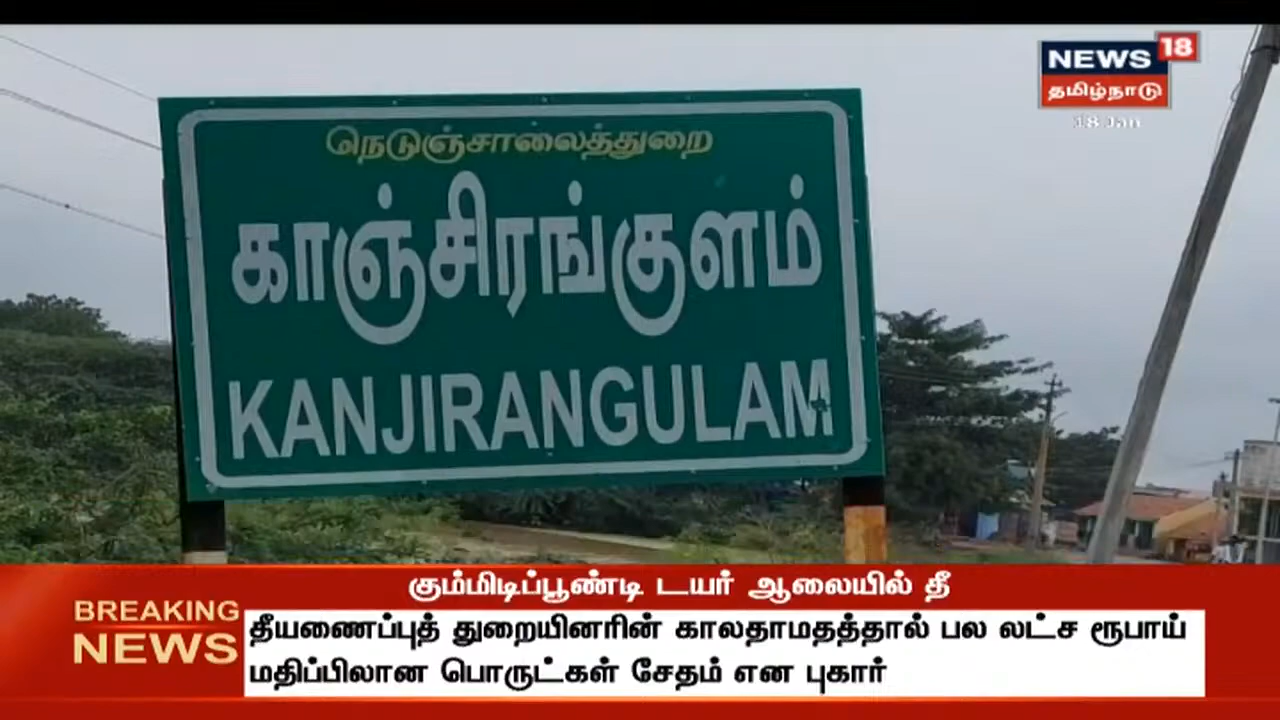 NEWS 18
தமிழ்நாடு
18 Jan
நெடுஞ்சாலைத்துறை
காஞ்சிரங்குளம்
KANJIRANGULAM
கும்மிடிப்பூண்டி டயர் ஆலையில் தீ
BREAKING
NEWS
தீயணைப்புத் துறையினரின் காலதாமதத்தால் பல லட்ச ரூபாய்
மதிப்பிலான பொருட்கள் சேதம் என புகார்